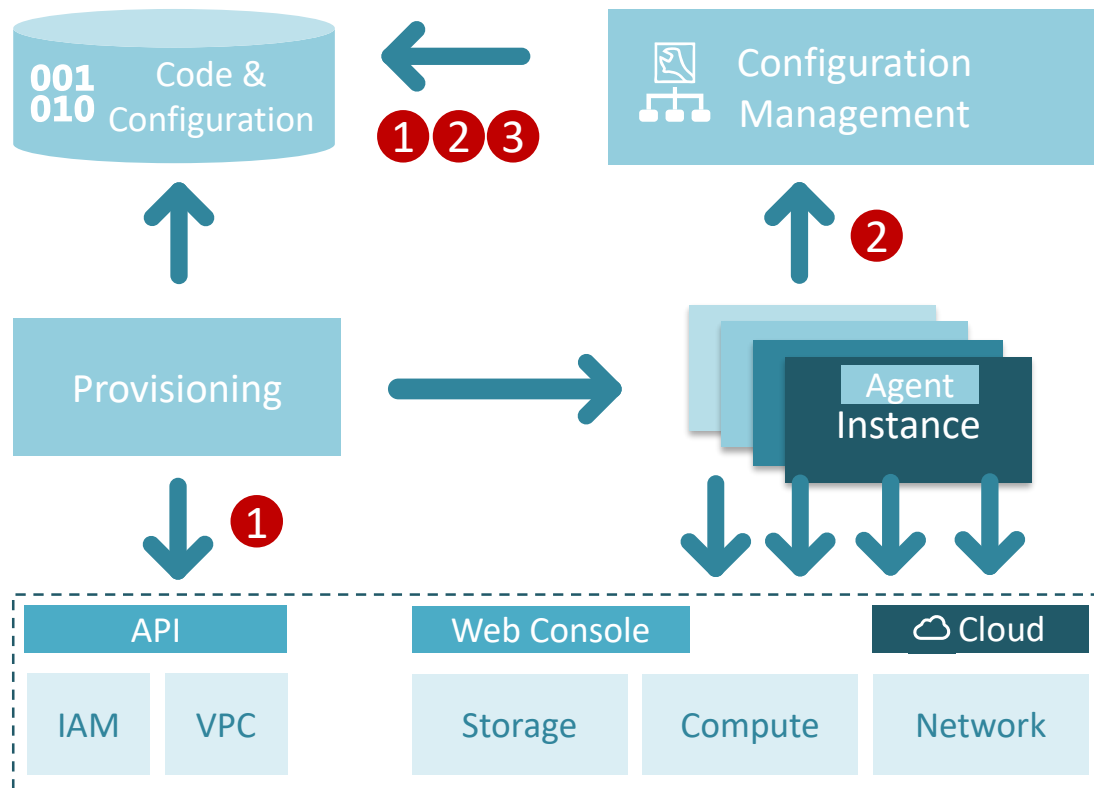 001
010
Code &
Configuration
1 2 3
Configuration
Management
2
Provisioning
Agent
Instance
1
API
Web Console
Cloud
IAM
VPC
Storage
Compute
Network